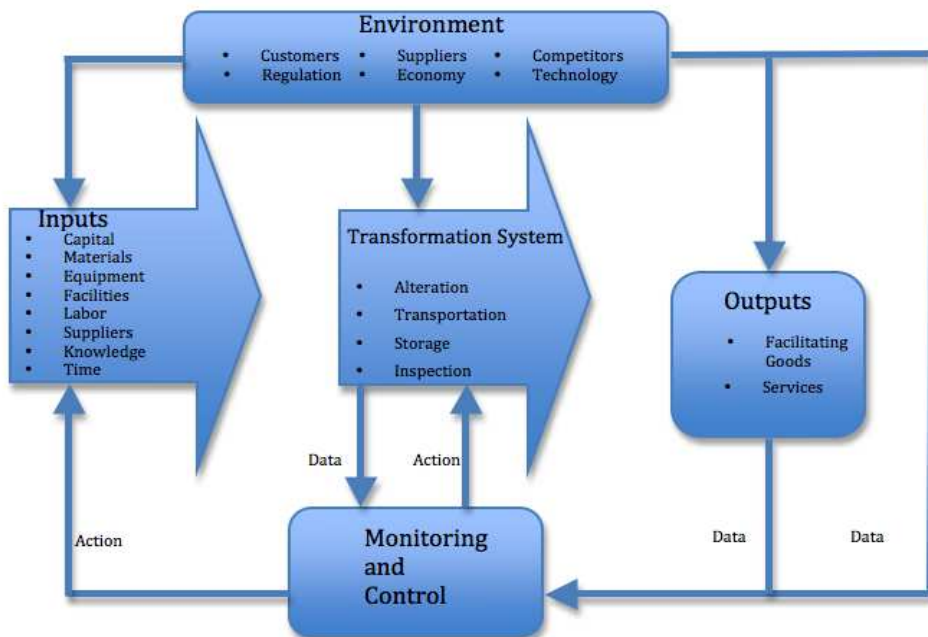 Environment
• Customers • Suppliers • Competitors
• Regulation • Economy • Technology
Inputs
• Capital
• Materials
• Equipment
• Facilities
• Labor
• Suppliers
• Knowledge
• Time
Transformation System
• Alteration
• Transportation
• Storage
• Inspection
Outputs
• Facilitating
Goods
• Services
Data
Action
Action
Data
Data
Monitoring
and
Control